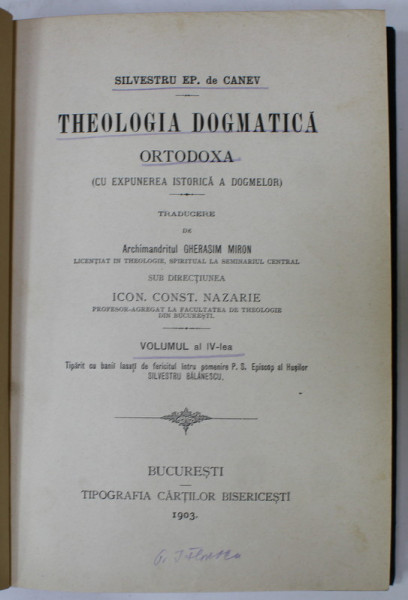 SILVESTRU EP. de CANEV
THEOLOGIA DOGMATICĂ
ORTODOXA
(CU EXPUNEREA ISTORICĂ A DOGMELOR)
TRADUCERE
DE
Archimandritul GHERASIM MIRON
LICENȚIAT IN THEOLOGIE, SPIRITUAL LA SEMINARIUL CENTRAL
SUB DIRECȚIUNEA
ICON. CONST. NAZARIE
PROFESOR-AGREGAT LA FACULTATEA DE THEOLOGIE
DIN BUCUREȘTI.
VOLUMUL al IV-lea
Tipărit cu banii lasați de fericitul intru pomenire P. S. Episcop al Hușilor
SILVESTRU BĂLĂNESCU.
BUCUREȘTI
TIPOGRAFIA CĂRȚILOR BISERICEȘTI
1903.